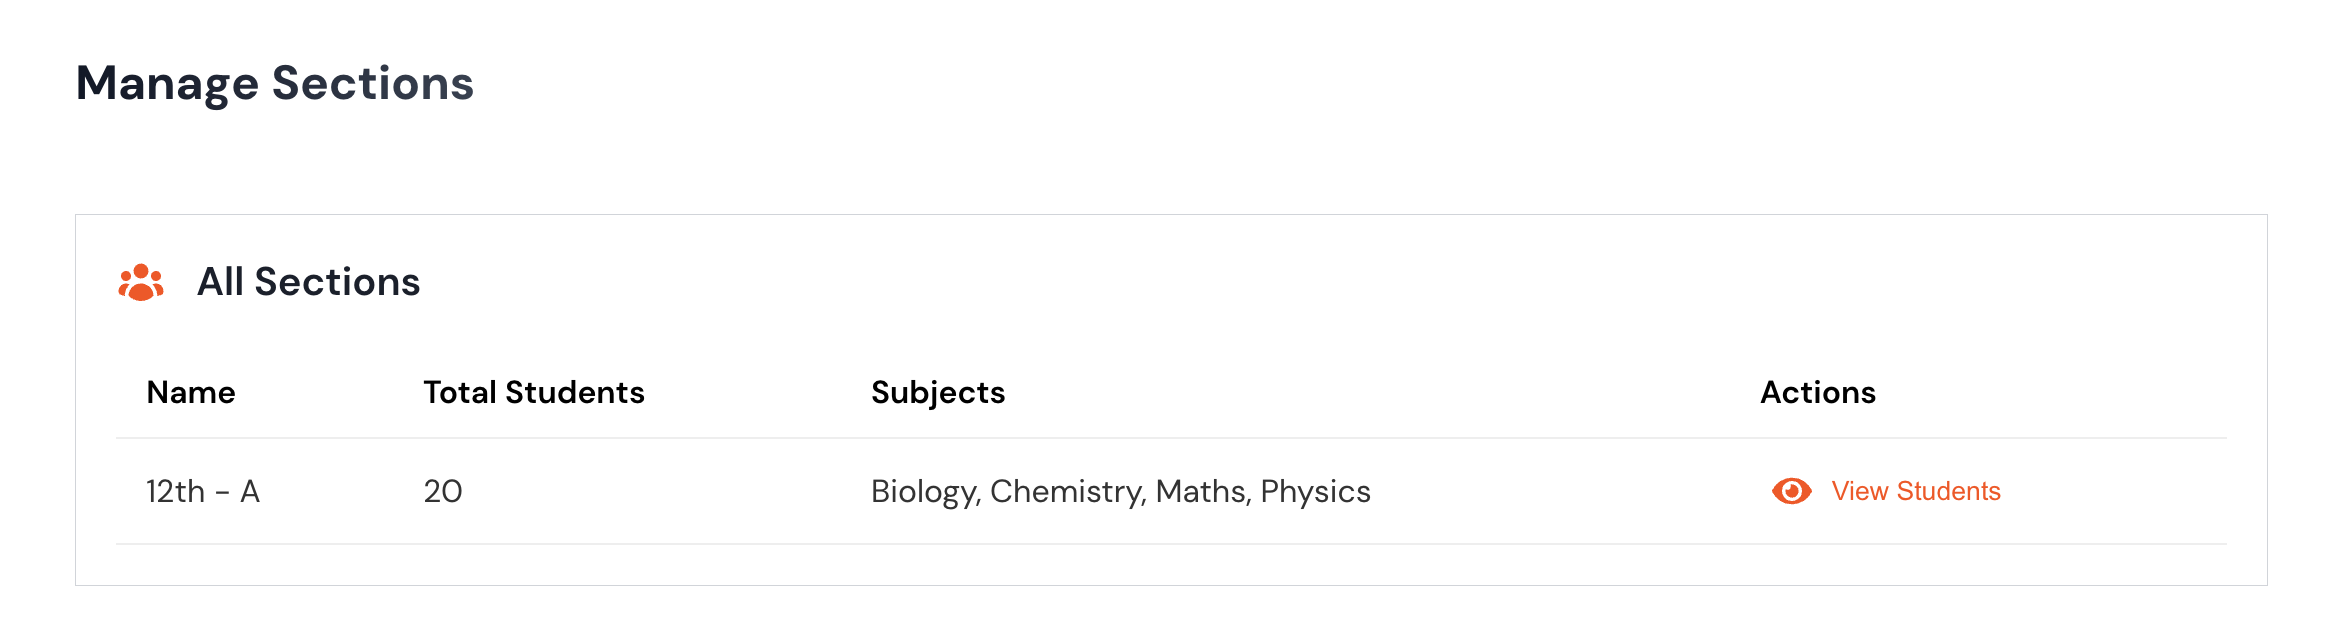 Manage Sections
All Sections
Name Total Students Subjects Actions
12th - A 20 Biology, Chemistry, Maths, Physics View Students